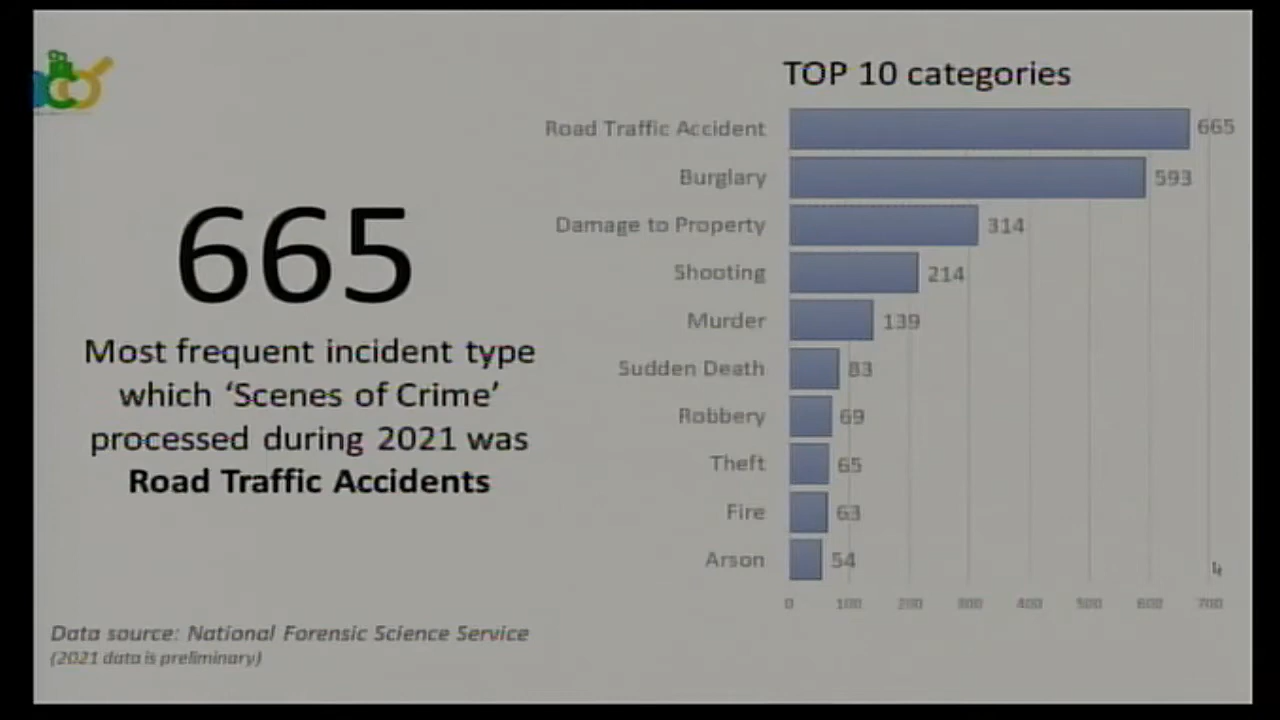 TOP 10 categories
Road Traffic Accident 665
Burglary 593
Damage to Property 314
Shooting 214
Murder 139
Sudden Death 83
Robbery 69
Theft 65
Fire 63
Arson 54
0 100 200 300 400 500 600 700
665
Most frequent incident type
which ‘Scenes of Crime’
processed during 2021 was
Road Traffic Accidents
Data source: National Forensic Science Service
(2021 data is preliminary)